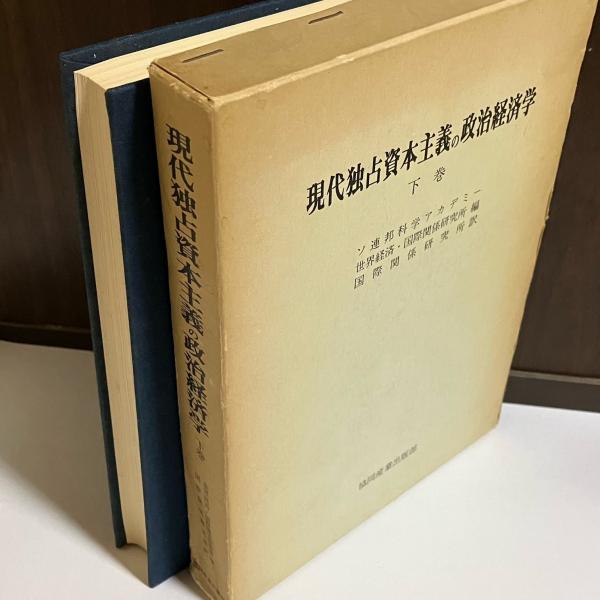 現代独占資本主義の政治経済学
下巻
ソ連邦科学アカデミー
世界経済・国際関係研究所 編
国際関係研究所 訳
協同産業出版部
現代独占資本主義の政治経済学